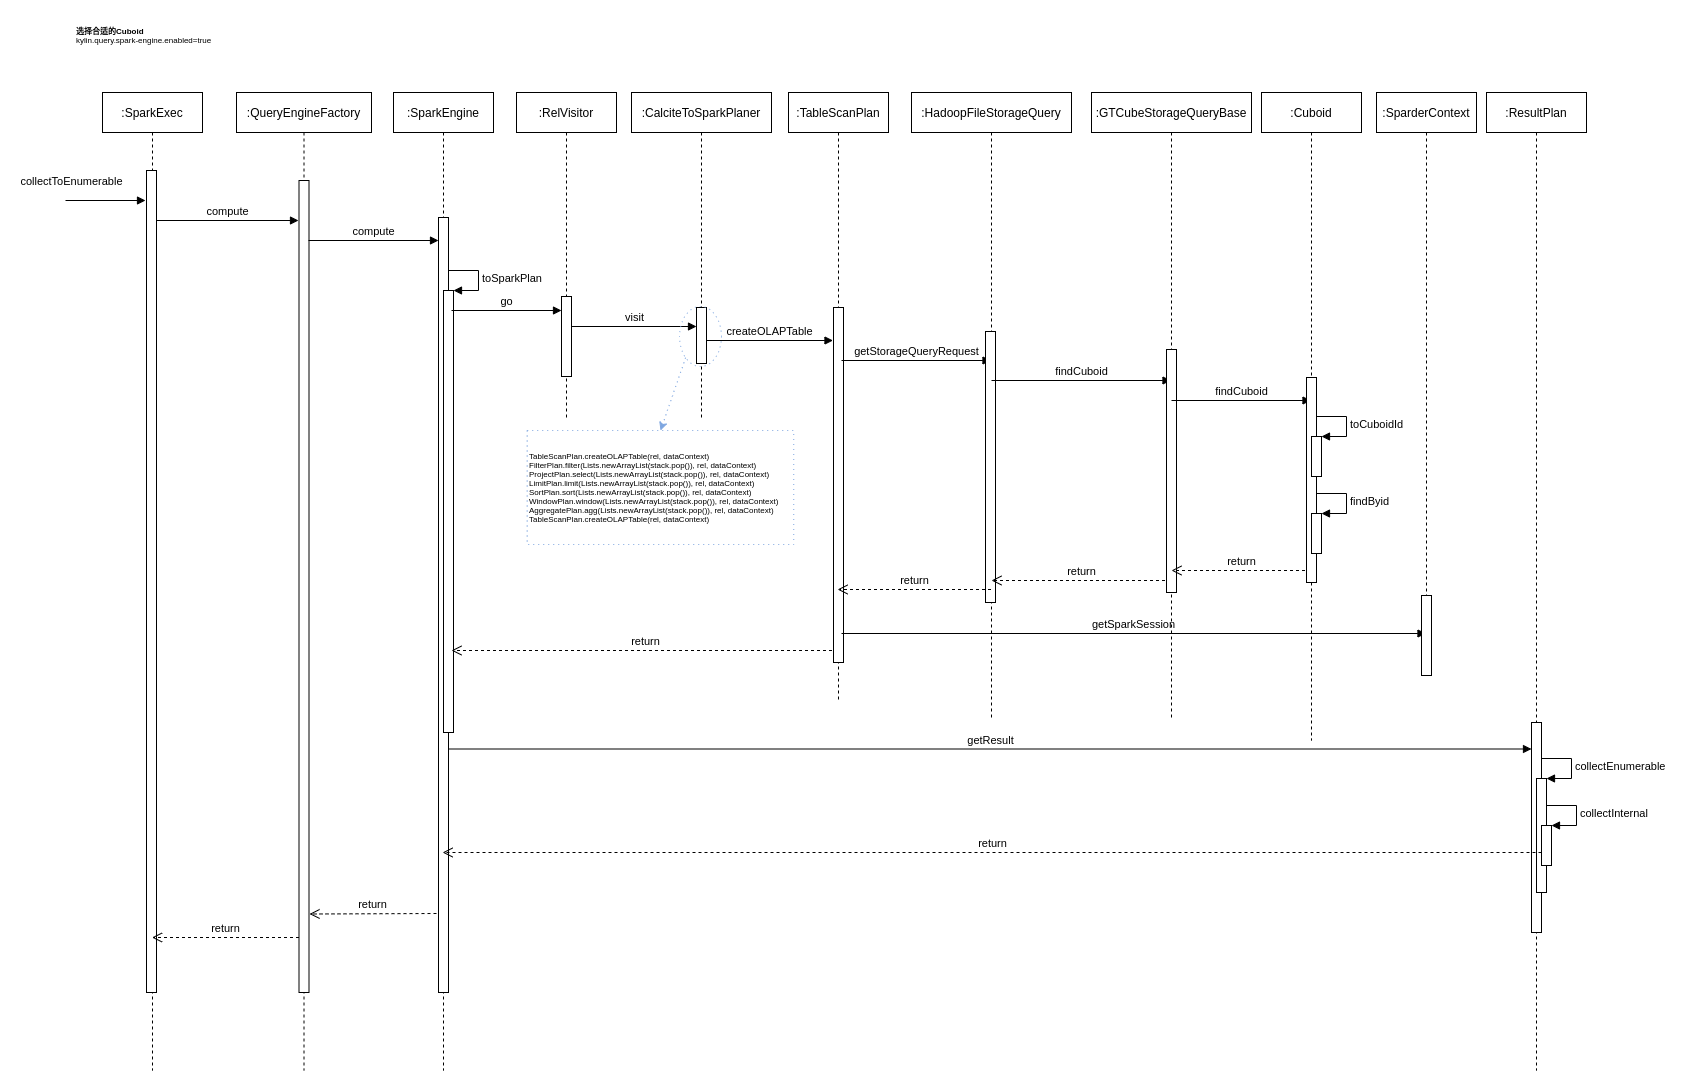 选择合适的Cuboid
kylin.query.spark-engine.enabled=true
:SparkExec
:QueryEngineFactory
:SparkEngine
:RelVisitor
:CalciteToSparkPlaner
:TableScanPlan
:HadoopFileStorageQuery
:GTCubeStorageQueryBase
:Cuboid
:SparderContext
:ResultPlan
collectToEnumerable
compute
compute
toSparkPlan
go
visit
createOLAPTable
getStorageQueryRequest
findCuboid
findCuboid
toCuboidId
findByid
TableScanPlan.createOLAPTable(rel, dataContext)
FilterPlan.filter(Lists.newArrayList(stack.pop()), rel, dataContext)
ProjectPlan.select(Lists.newArrayList(stack.pop()), rel, dataContext)
LimitPlan.limit(Lists.newArrayList(stack.pop()), rel, dataContext)
SortPlan.sort(Lists.newArrayList(stack.pop()), rel, dataContext)
WindowPlan.window(Lists.newArrayList(stack.pop()), rel, dataContext)
AggregatePlan.agg(Lists.newArrayList(stack.pop()), rel, dataContext)
TableScanPlan.createOLAPTable(rel, dataContext)
return
return
return
getSparkSession
return
getResult
collectEnumerable
collectInternal
return
return
return